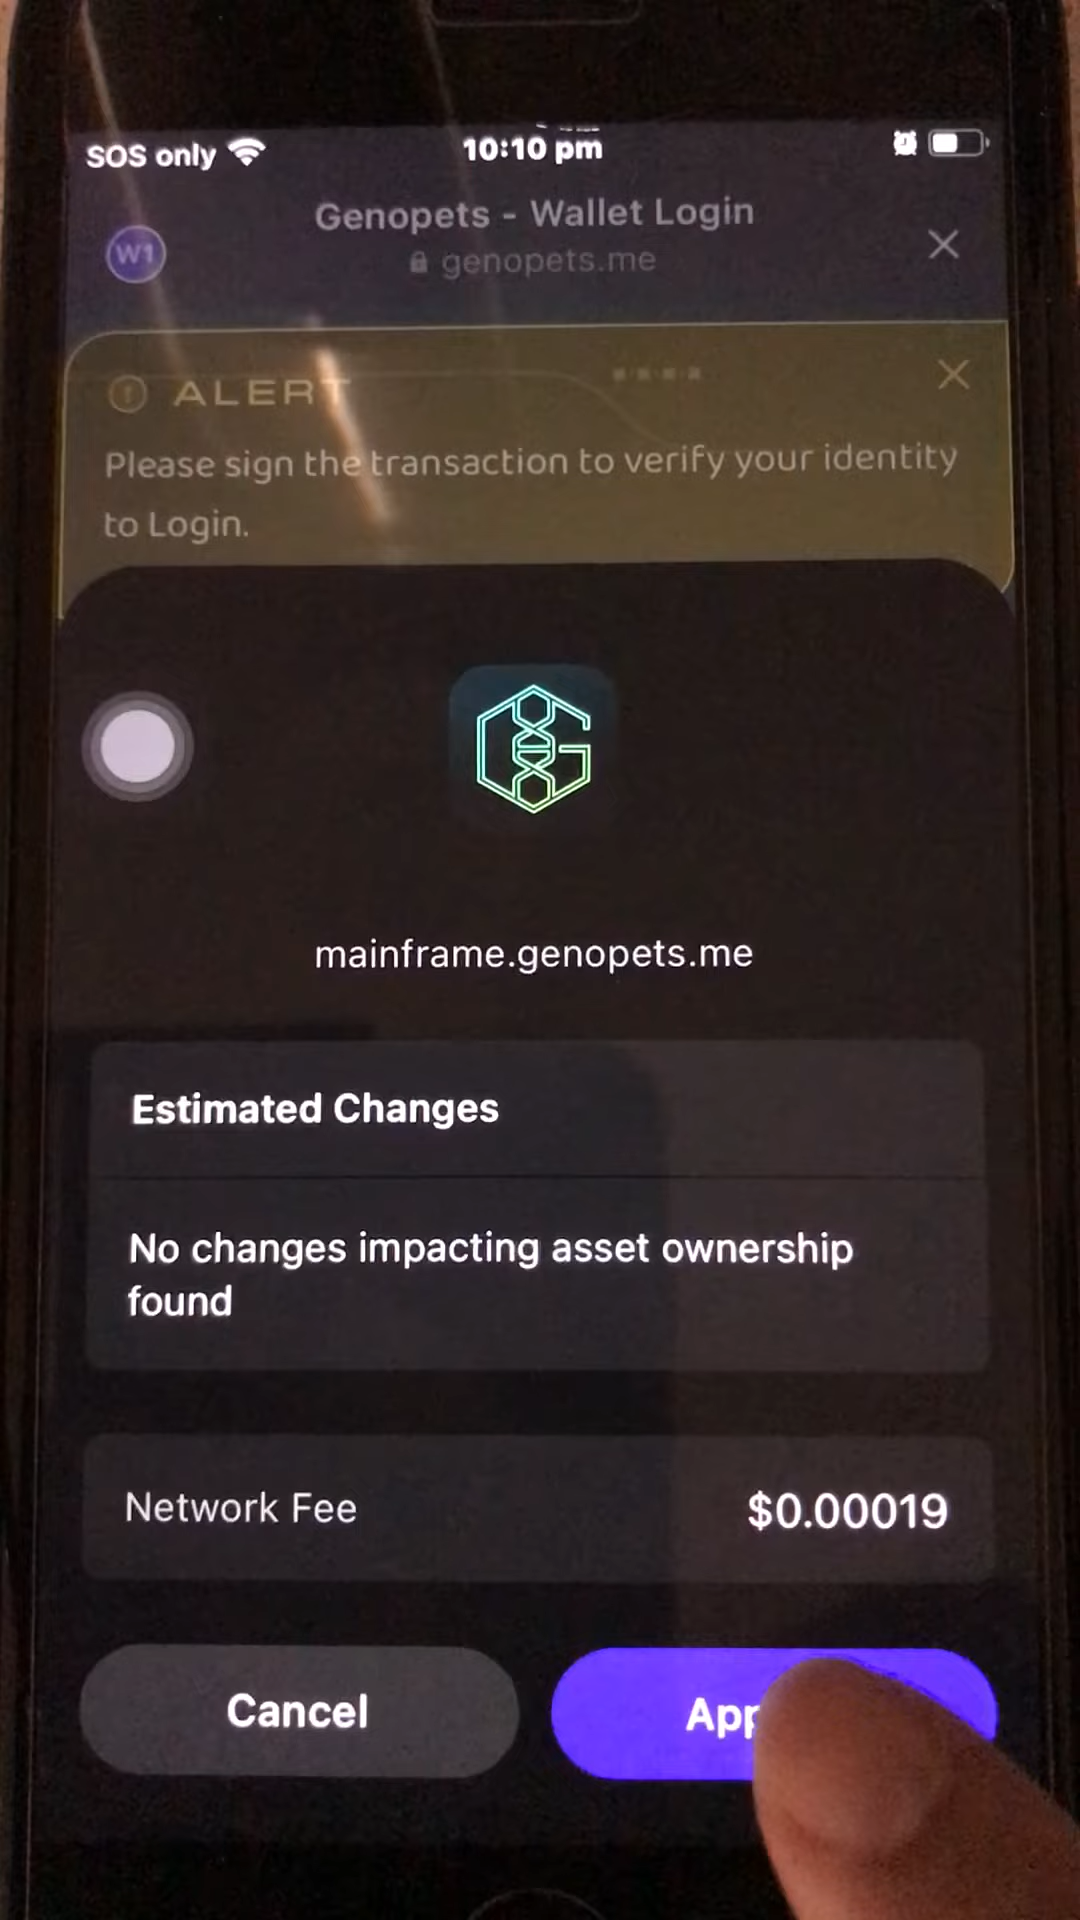 SOS only
10:10 pm
W1
Genopets - Wallet Login
genopets.me
ALERT
Please sign the transaction to verify your identity
to Login.
mainframe.genopets.me
Estimated Changes
No changes impacting asset ownership
found
Network Fee
$0.00019
Cancel